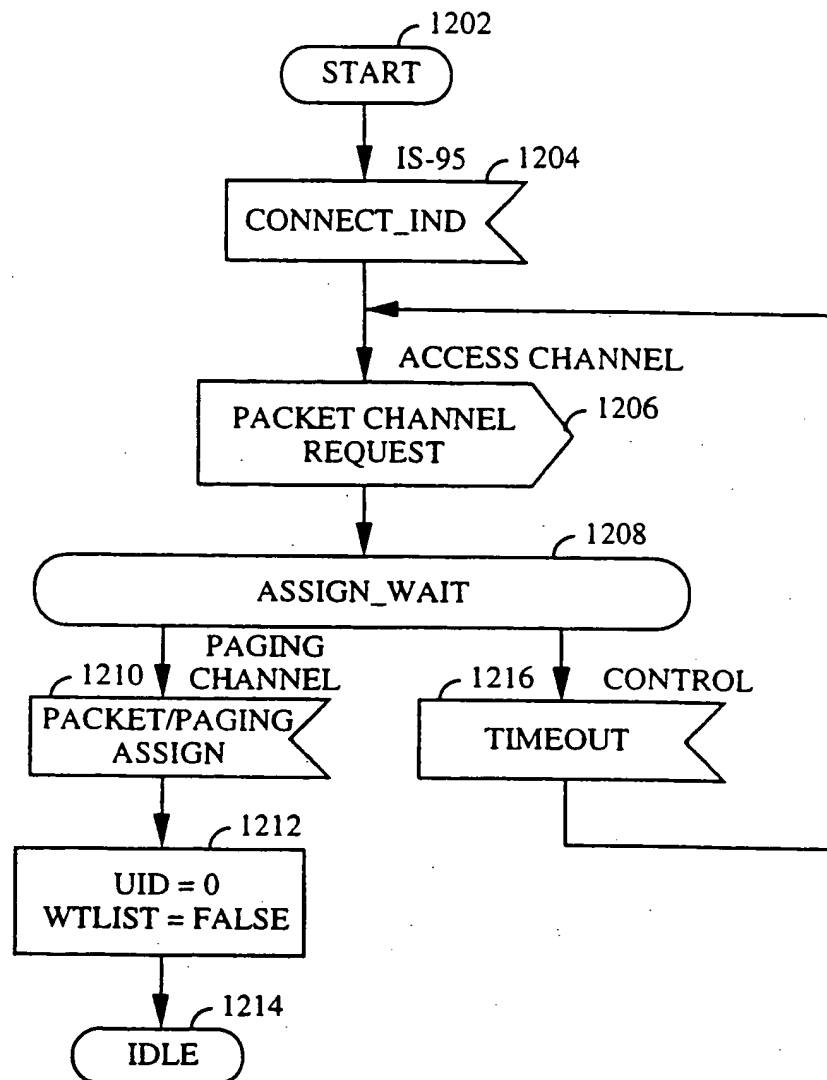 1202
START
IS-95
1204
CONNECT_IND
ACCESS CHANNEL
PACKET CHANNEL
REQUEST
1206
1208
ASSIGN_WAIT
PAGING
CHANNEL
1210
PACKET/PAGING
ASSIGN
1216
CONTROL
TIMEOUT
1212
UID = 0
WTLIST = FALSE
1214
IDLE